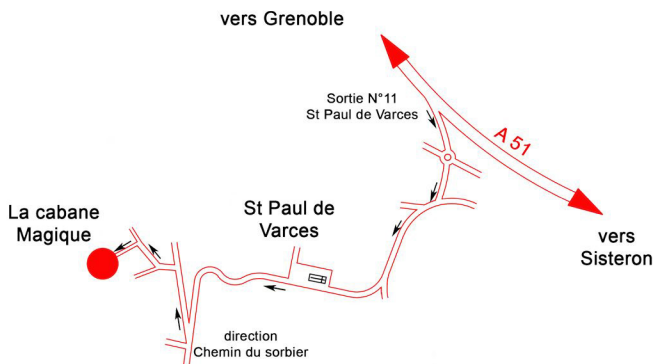 vers Grenoble
Sortie N°11
St Paul de Varces
A 51
La cabane
Magique
St Paul de
Varces
vers
Sisteron
direction
Chemin du sorbier